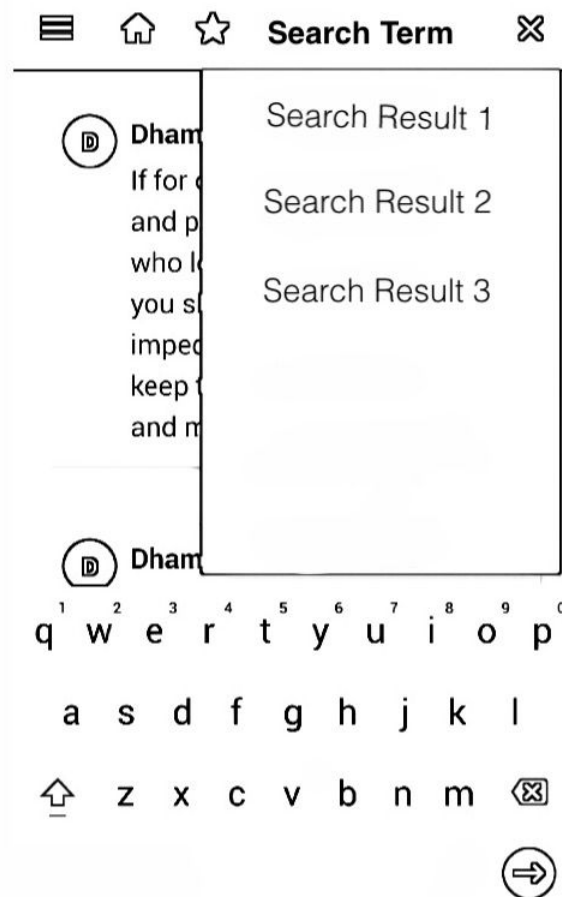 Search Term
Search Result 1
Search Result 2
Search Result 3
D Dham
If for
and p
who l
you s
imped
keep t
and m
D Dham
1 2 3 4 5 6 7 8 9 0
q w e r t y u i o p
a s d f g h j k l
z x c v b n m